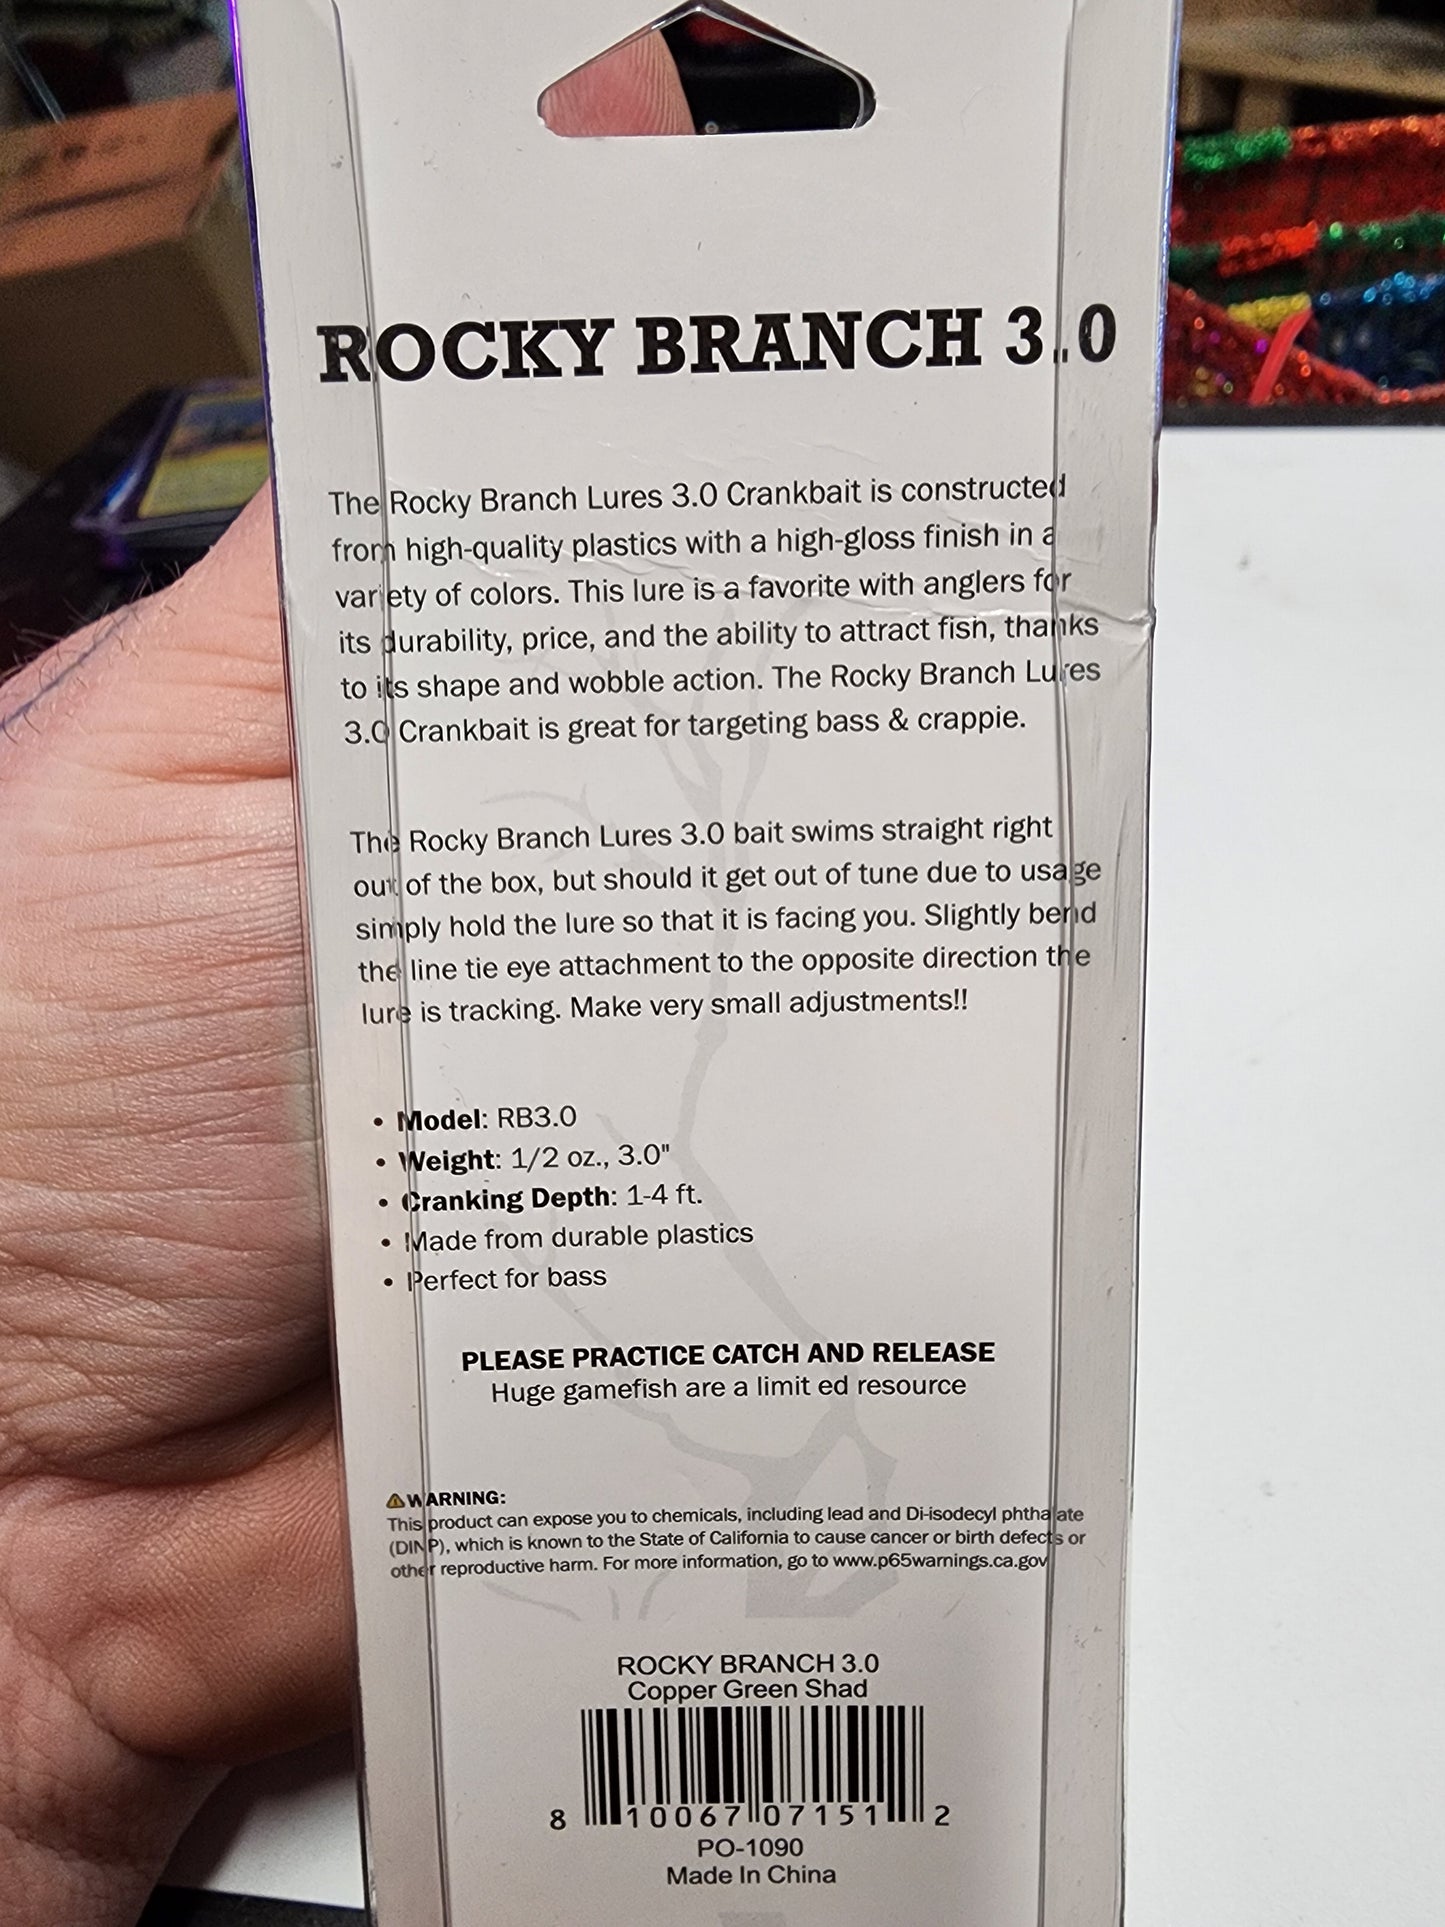 ROCKY BRANCH 3.0
The Rocky Branch Lures 3.0 Crankbait is constructed
from high-quality plastics with a high-gloss finish in a
variety of colors. This lure is a favorite with anglers for
its durability, price, and the ability to attract fish, thanks
to its shape and wobble action. The Rocky Branch Lures
3.0 Crankbait is great for targeting bass & crappie.
The Rocky Branch Lures 3.0 bait swims straight right
out of the box, but should it get out of tune due to usage
simply hold the lure so that it is facing you. Slightly bend
the line tie eye attachment to the opposite direction the
lure is tracking. Make very small adjustments!!
• Model: RB3.0
• Weight: 1/2 oz., 3.0"
• Cranking Depth: 1-4 ft.
• Made from durable plastics
• Perfect for bass
PLEASE PRACTICE CATCH AND RELEASE
Huge gamefish are a limit ed resource
⚠WARNING:
This product can expose you to chemicals, including lead and Di-isodecyl phthalate
(DINP), which is known to the State of California to cause cancer or birth defects or
other reproductive harm. For more information, go to www.p65warnings.ca.gov
ROCKY BRANCH 3.0
Copper Green Shad
8 10067 07151 2
PO-1090
Made In China